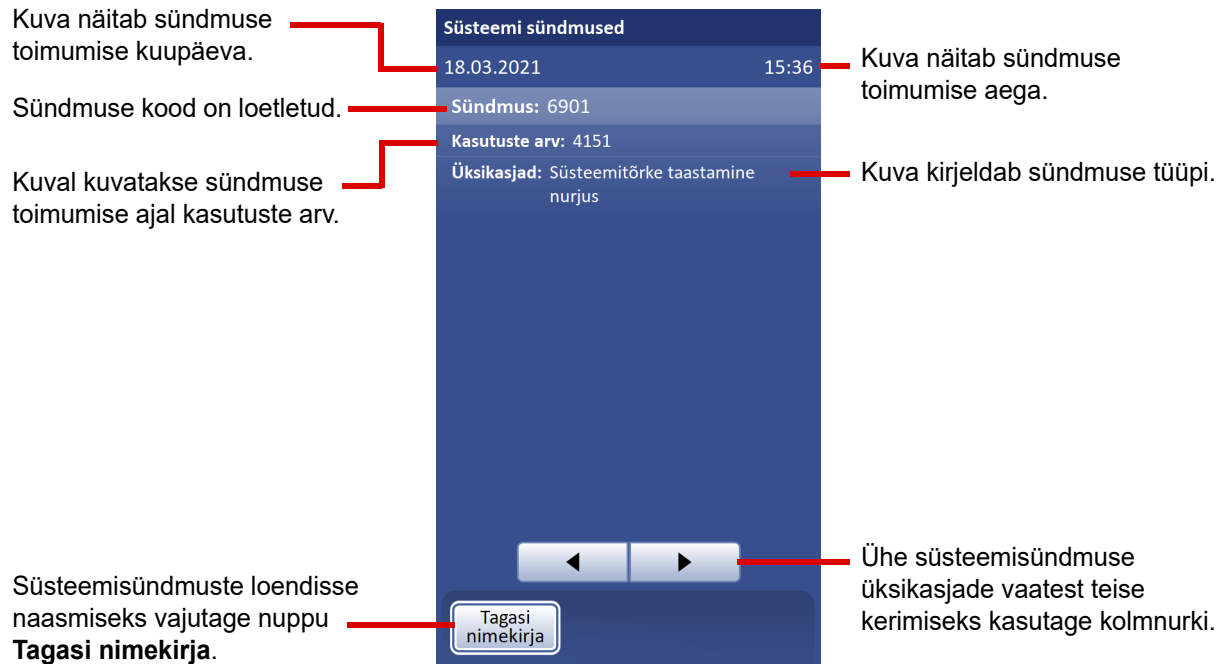 Kuva näitab sündmuse
toimumise kuupäeva.
Sündmuse kood on loetletud.
Kuval kuvatakse sündmuse
toimumise ajal kasutuste arv.
Süsteemisündmuste loendisse
naasmiseks vajutage nuppu
Tagasi nimekirja.
Süsteemi sündmused
18.03.2021 15:36
Sündmus: 6901
Kasutuste arv: 4151
Üksikasjad: Süsteemitõrke taastamine
nurjus
Tagasi
nimekirja
Kuva näitab sündmuse
toimumise aega.
Kuva kirjeldab sündmuse tüüpi.
Ühe süsteemisündmuse
üksikasjade vaatest teise
kerimiseks kasutage kolmnurki.